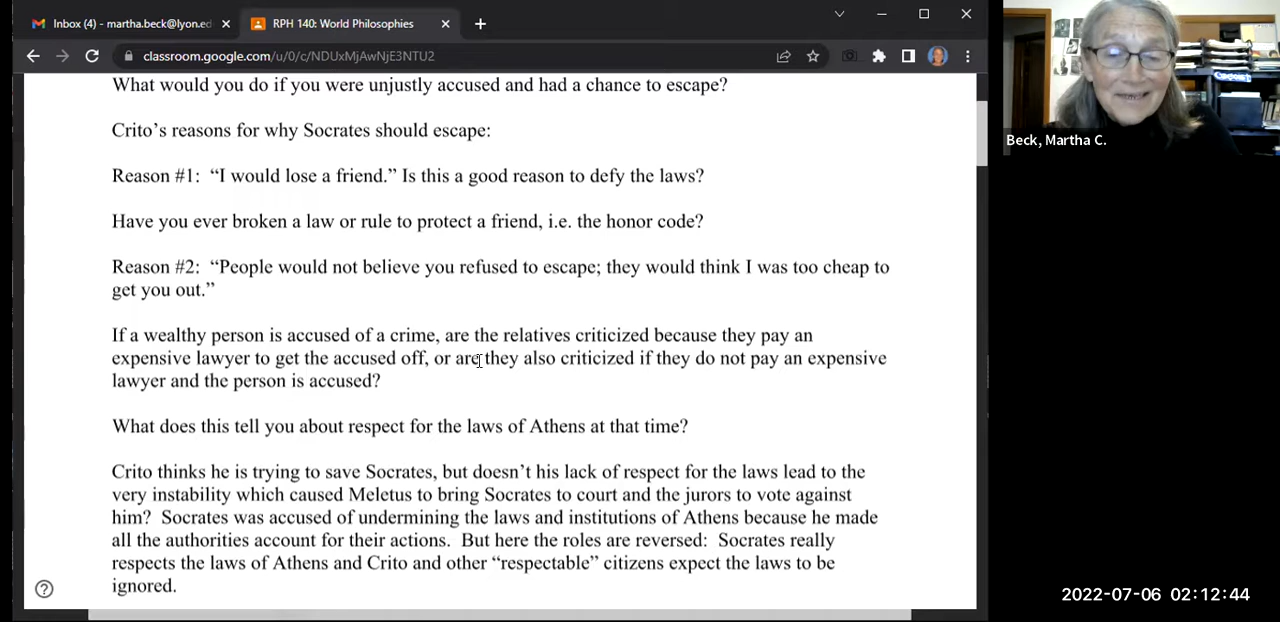 Inbox (4) - martha.beck@lyon.ed
RPH 140: World Philosophies
classroom.google.com/u/0/c/NDUxMjAwNjE3NTU2
What would you do if you were unjustly accused and had a chance to escape?
Crito's reasons for why Socrates should escape:
Reason #1: "I would lose a friend." Is this a good reason to defy the laws?
Have you ever broken a law or rule to protect a friend, i.e. the honor code?
Reason #2: "People would not believe you refused to escape; they would think I was too cheap to
get you out."
If a wealthy person is accused of a crime, are the relatives criticized because they pay an
expensive lawyer to get the accused off, or are they also criticized if they do not pay an expensive
lawyer and the person is accused?
What does this tell you about respect for the laws of Athens at that time?
Crito thinks he is trying to save Socrates, but doesn't his lack of respect for the laws lead to the
very instability which caused Meletus to bring Socrates to court and the jurors to vote against
him? Socrates was accused of undermining the laws and institutions of Athens because he made
all the authorities account for their actions. But here the roles are reversed: Socrates really
respects the laws of Athens and Crito and other "respectable" citizens expect the laws to be
ignored.
Beck, Martha C.
2022-07-06 02:12:44